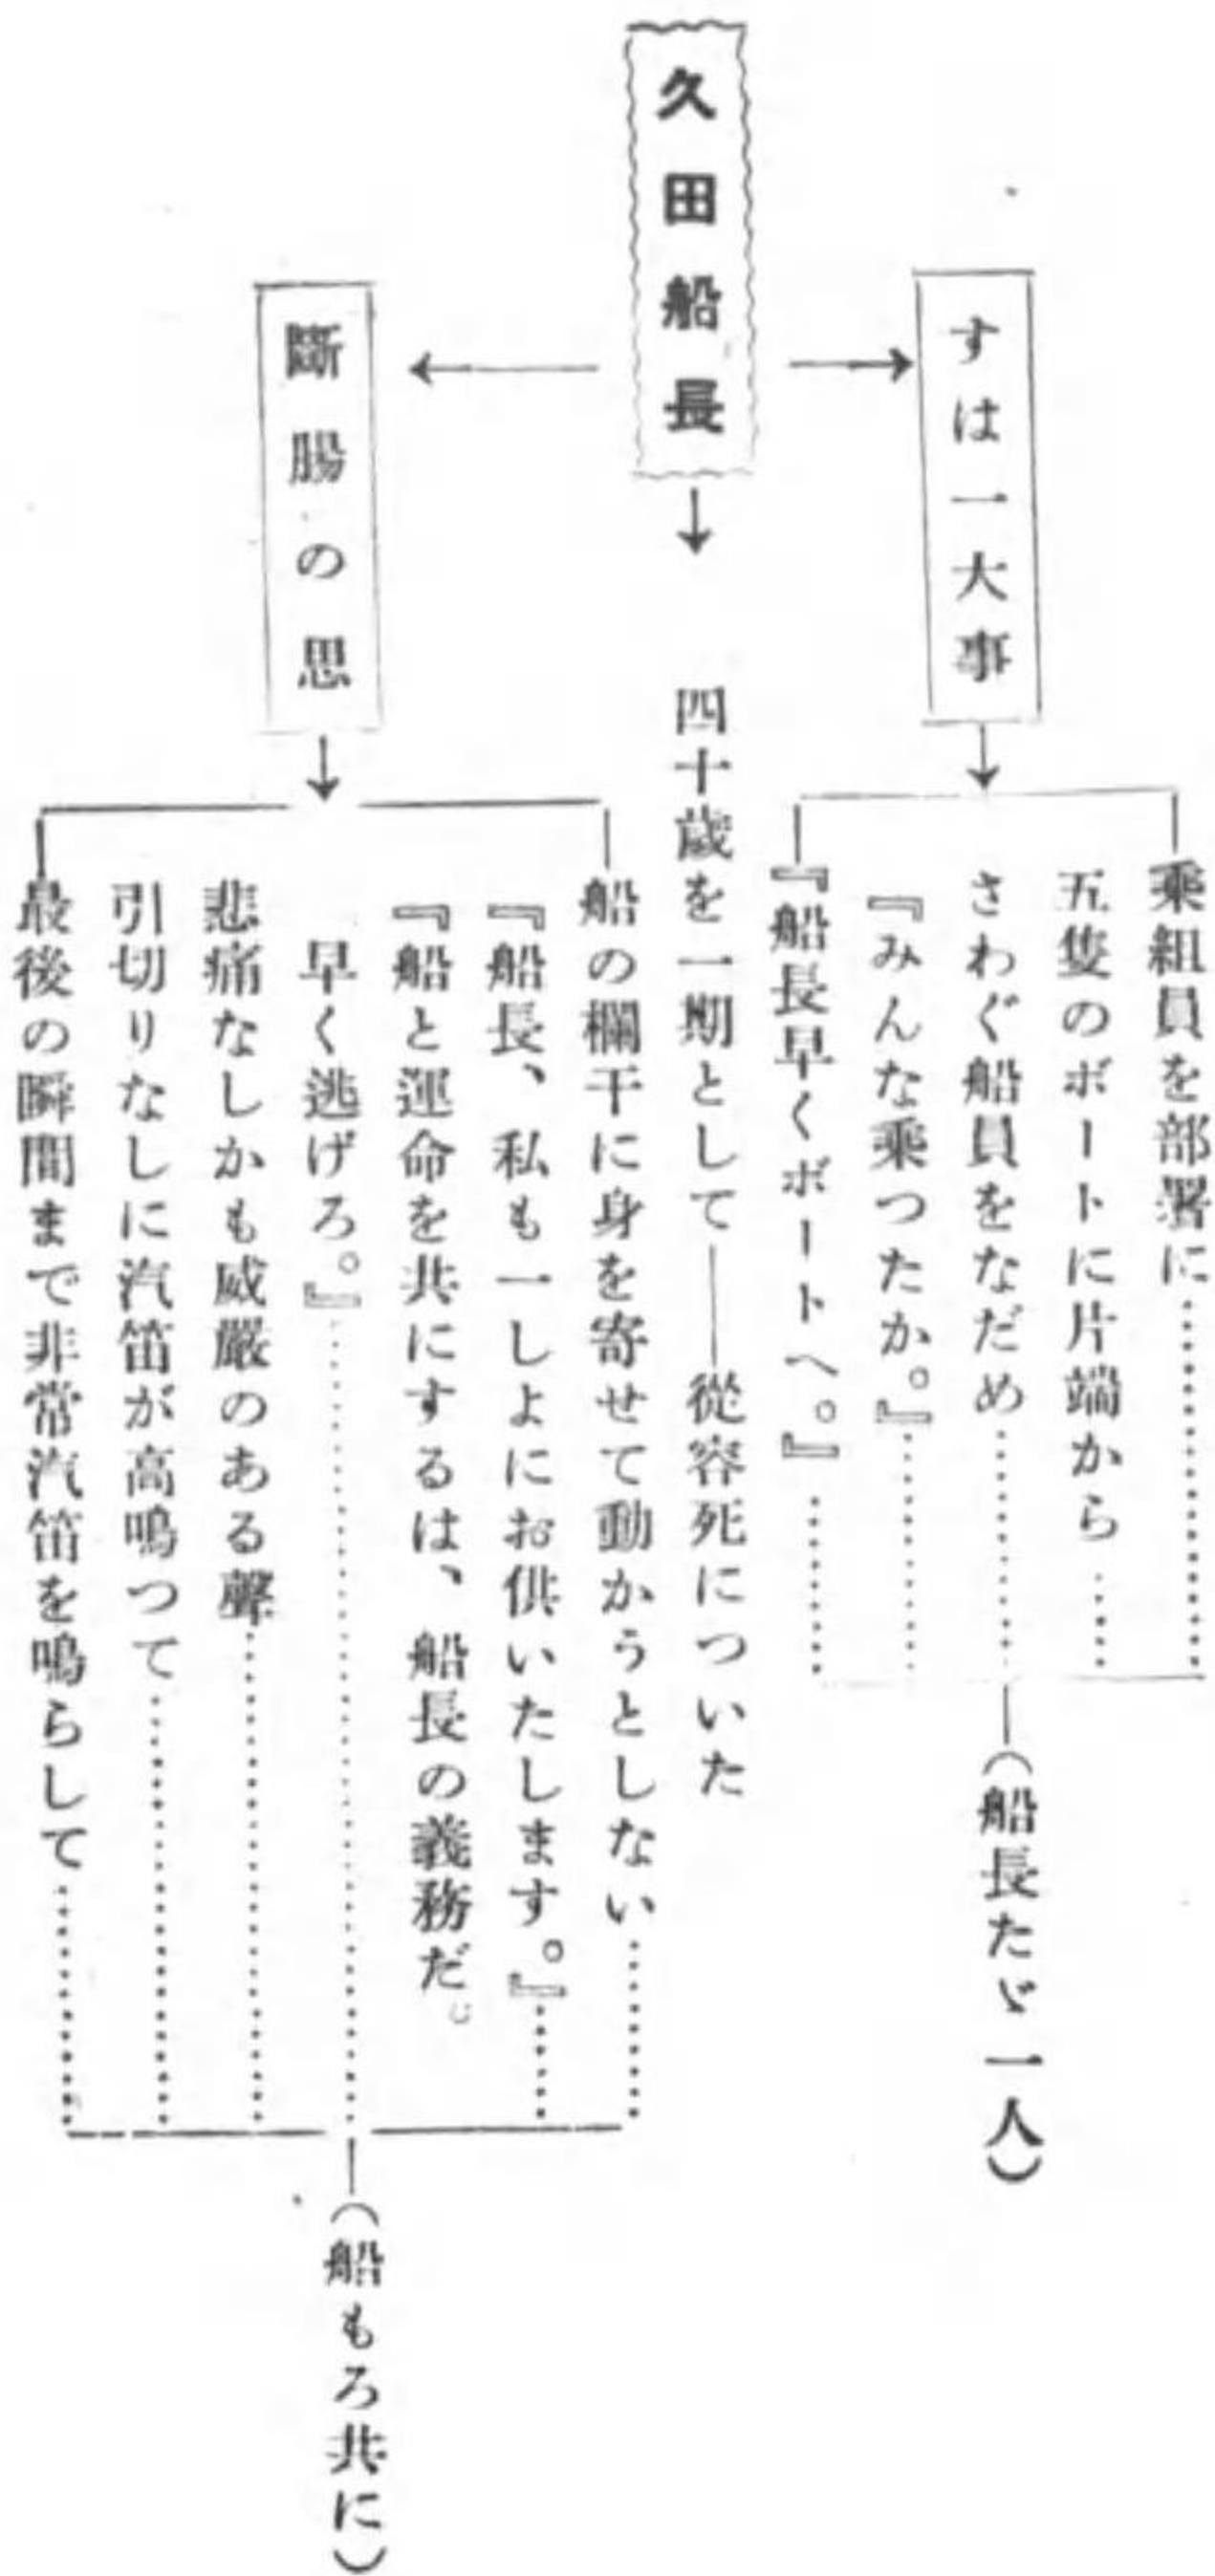 すは一大事
乘組員を部署に…………
五隻のボートに片端から……
さわぐ船員をなだめ…………
『みんな乘つたか。』…………
『船長早くボートへ。』………
（船長たゞ一人）
久田船長
四十歲を一期として――從容死についた
斷腸の思
船の欄干に身を寄せて動かうとしない………
『船長、私も一しよにお供いたします。』……
『船と運命を共にするは、船長の義務だ。
早く逃げろ。』…………………
悲痛なしかも威嚴のある聲…………
引切りなしに汽笛が高鳴つて…………
最後の瞬間まで非常汽笛を鳴らして………
（船もろ共に）